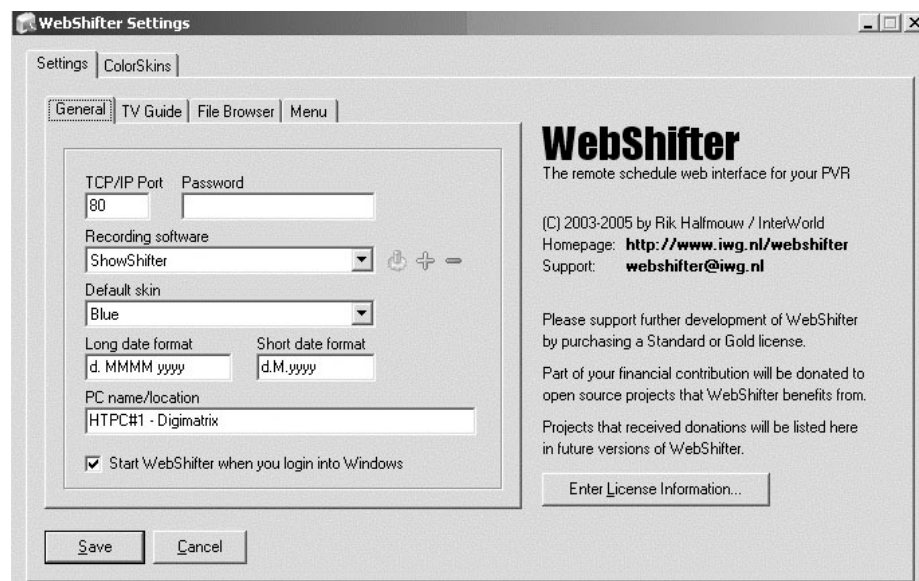 WebShifter Settings
Settings ColorSkins
General TV Guide File Browser Menu
TCP/IP Port Password
80
Recording software
ShowShifter
Default skin
Blue
Long date format Short date format
d. MMMM yyyy d.M.yyyy
PC name/location
HTPC#1 - Digimatrix
Start WebShifter when you login into Windows
Save Cancel
WebShifter
The remote schedule web interface for your PVR
(C) 2003-2005 by Rik Halfmouw / InterWorld
Homepage: http://www.iwg.nl/webshifter
Support: webshifter@iwg.nl
Please support further development of WebShifter
by purchasing a Standard or Gold license.
Part of your financial contribution will be donated to
open source projects that WebShifter benefits from.
Projects that received donations will be listed here
in future versions of WebShifter.
Enter License Information...